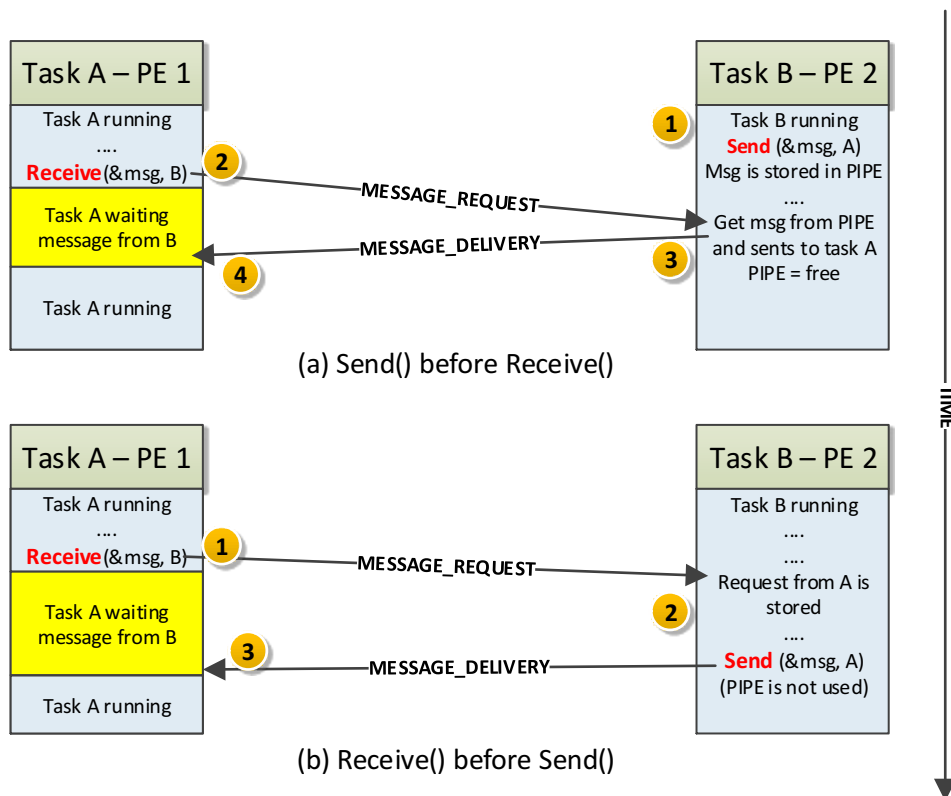 Task A – PE 1
Task A running
....
Receive(&msg, B)
Task A waiting
message from B
Task A running
1
2
3
4
MESSAGE_REQUEST
MESSAGE_DELIVERY
Task B – PE 2
Task B running
Send (&msg, A)
Msg is stored in PIPE
....
Get msg from PIPE
and sents to task A
PIPE = free
(a) Send() before Receive()
TIME
Task A – PE 1
Task A running
....
Receive(&msg, B)
Task A waiting
message from B
Task A running
1
2
3
MESSAGE_REQUEST
MESSAGE_DELIVERY
Task B – PE 2
Task B running
....
....
Request from A is
stored
....
Send (&msg, A)
(PIPE is not used)
(b) Receive() before Send()